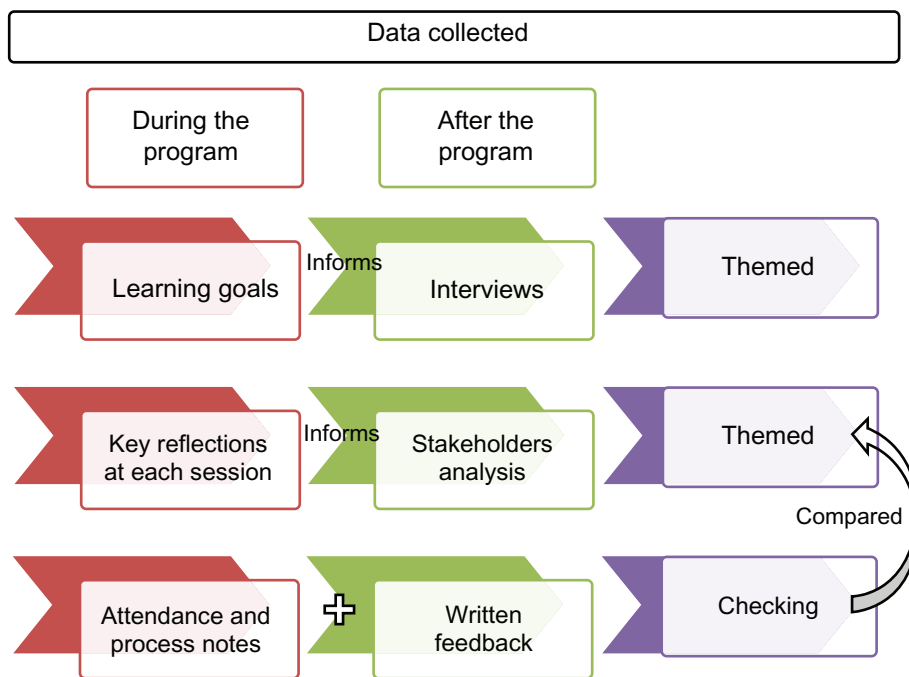 Data collected
During the
program
After the
program
Learning goals
Informs
Interviews
Themed
Key reflections
at each session
Informs
Stakeholders
analysis
Themed
Compared
Attendance and
process notes
Written
feedback
Checking